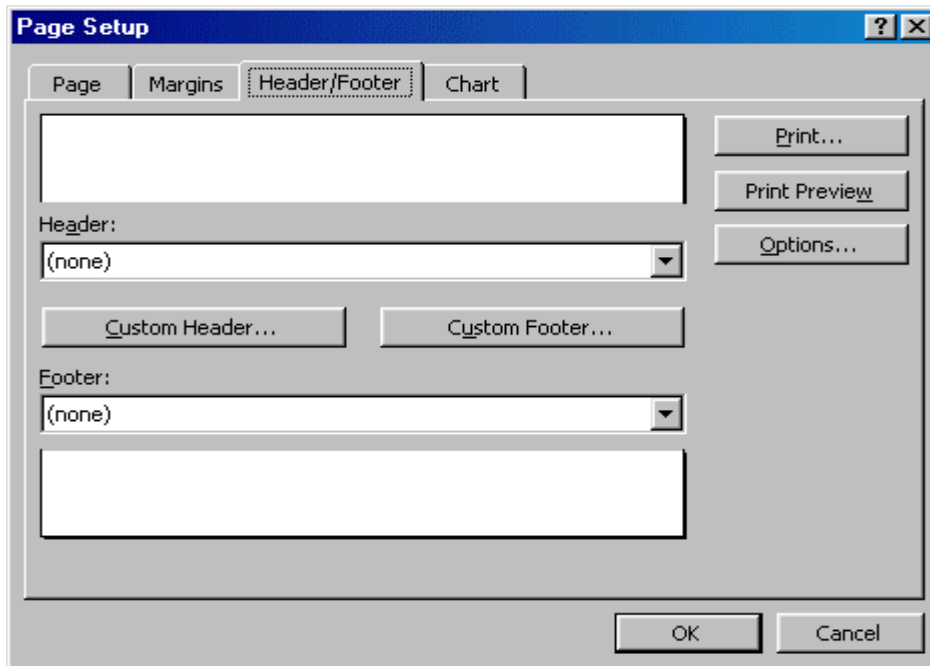 Page Setup
Page Margins Header/Footer Chart
Print...
Print Preview
Header:
(none)
Options...
Custom Header... Custom Footer...
Footer:
(none)
OK Cancel